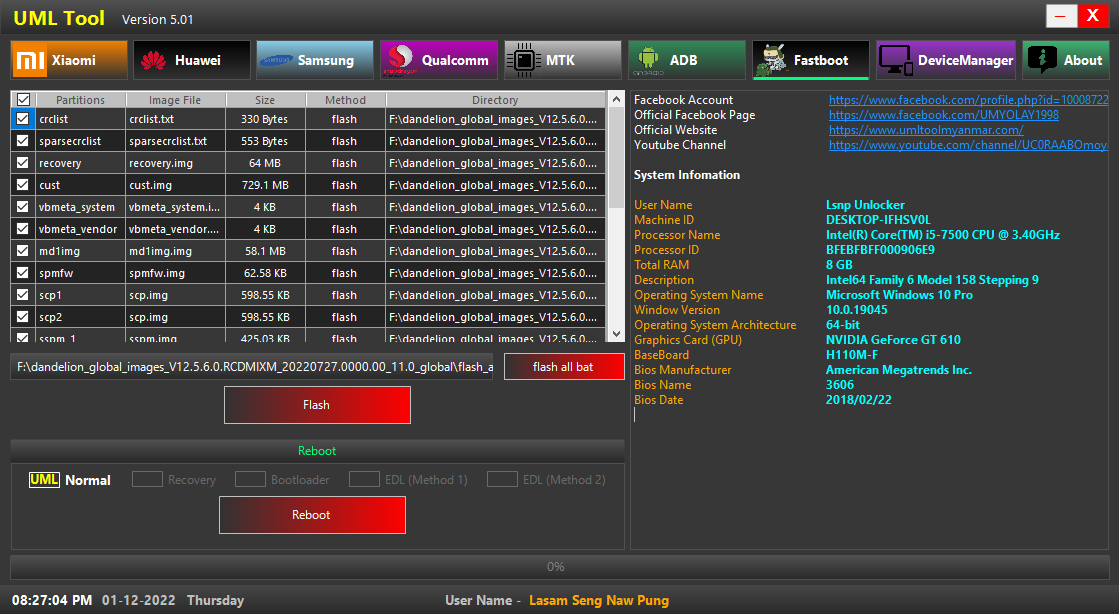 UML Tool Version 5.01
Xiaomi Huawei SAMSUNG Samsung Qualcomm MTK ADB Fastboot DeviceManager About
Partitions Image File Size Method Directory
crclist crclist.txt 330 Bytes flash F:\dandelion_global_images_V12.5.6.0....
sparsecrclist sparsecrclist.txt 553 Bytes flash F:\dandelion_global_images_V12.5.6.0....
recovery recovery.img 64 MB flash F:\dandelion_global_images_V12.5.6.0....
cust cust.img 729.1 MB flash F:\dandelion_global_images_V12.5.6.0....
vbmeta_system vbmeta_system.i... 4 KB flash F:\dandelion_global_images_V12.5.6.0....
vbmeta_vendor vbmeta_vendor.... 4 KB flash F:\dandelion_global_images_V12.5.6.0....
md1img md1img.img 58.1 MB flash F:\dandelion_global_images_V12.5.6.0....
spmfw spmfw.img 62.58 KB flash F:\dandelion_global_images_V12.5.6.0....
scp1 scp.img 598.55 KB flash F:\dandelion_global_images_V12.5.6.0....
scp2 scp.img 598.55 KB flash F:\dandelion_global_images_V12.5.6.0....
sspm_1 sspm.img 425.03 KB flash F:\dandelion_global_images_V12.5.6.0....
F:\dandelion_global_images_V12.5.6.0.RCDMIXM_20220727.0000.00_11.0_global\flash_a
flash all bat
Flash
Reboot
UML Normal Recovery Bootloader EDL (Method 1) EDL (Method 2)
Reboot
Facebook Account https://www.facebook.com/profile.php?id=10008722
Official Facebook Page https://www.facebook.com/UMYOLAY1998
Official Website https://www.umltoolmyanmar.com/
Youtube Channel https://www.youtube.com/channel/UC0RAABOmoy
System Infomation
User Name Lsnp Unlocker
Machine ID DESKTOP-IFHSV0L
Processor Name Intel(R) Core(TM) i5-7500 CPU @ 3.40GHz
Processor ID BFEBFBFF000906E9
Total RAM 8 GB
Description Intel64 Family 6 Model 158 Stepping 9
Operating System Name Microsoft Windows 10 Pro
Window Version 10.0.19045
Operating System Architecture 64-bit
Graphics Card (GPU) NVIDIA GeForce GT 610
BaseBoard H110M-F
Bios Manufacturer American Megatrends Inc.
Bios Name 3606
Bios Date 2018/02/22
0%
08:27:04 PM 01-12-2022 Thursday User Name - Lasam Seng Naw Pung